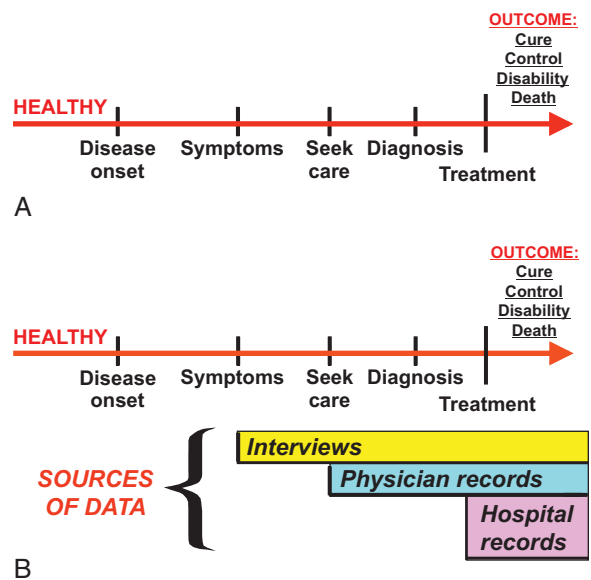 OUTCOME:
Cure
Control
Disability
Death
HEALTHY
Disease
onset
Symptoms
Seek
care
Diagnosis
Treatment
A
OUTCOME:
Cure
Control
Disability
Death
HEALTHY
Disease
onset
Symptoms
Seek
care
Diagnosis
Treatment
SOURCES
OF DATA
Interviews
Physician records
Hospital
records
B